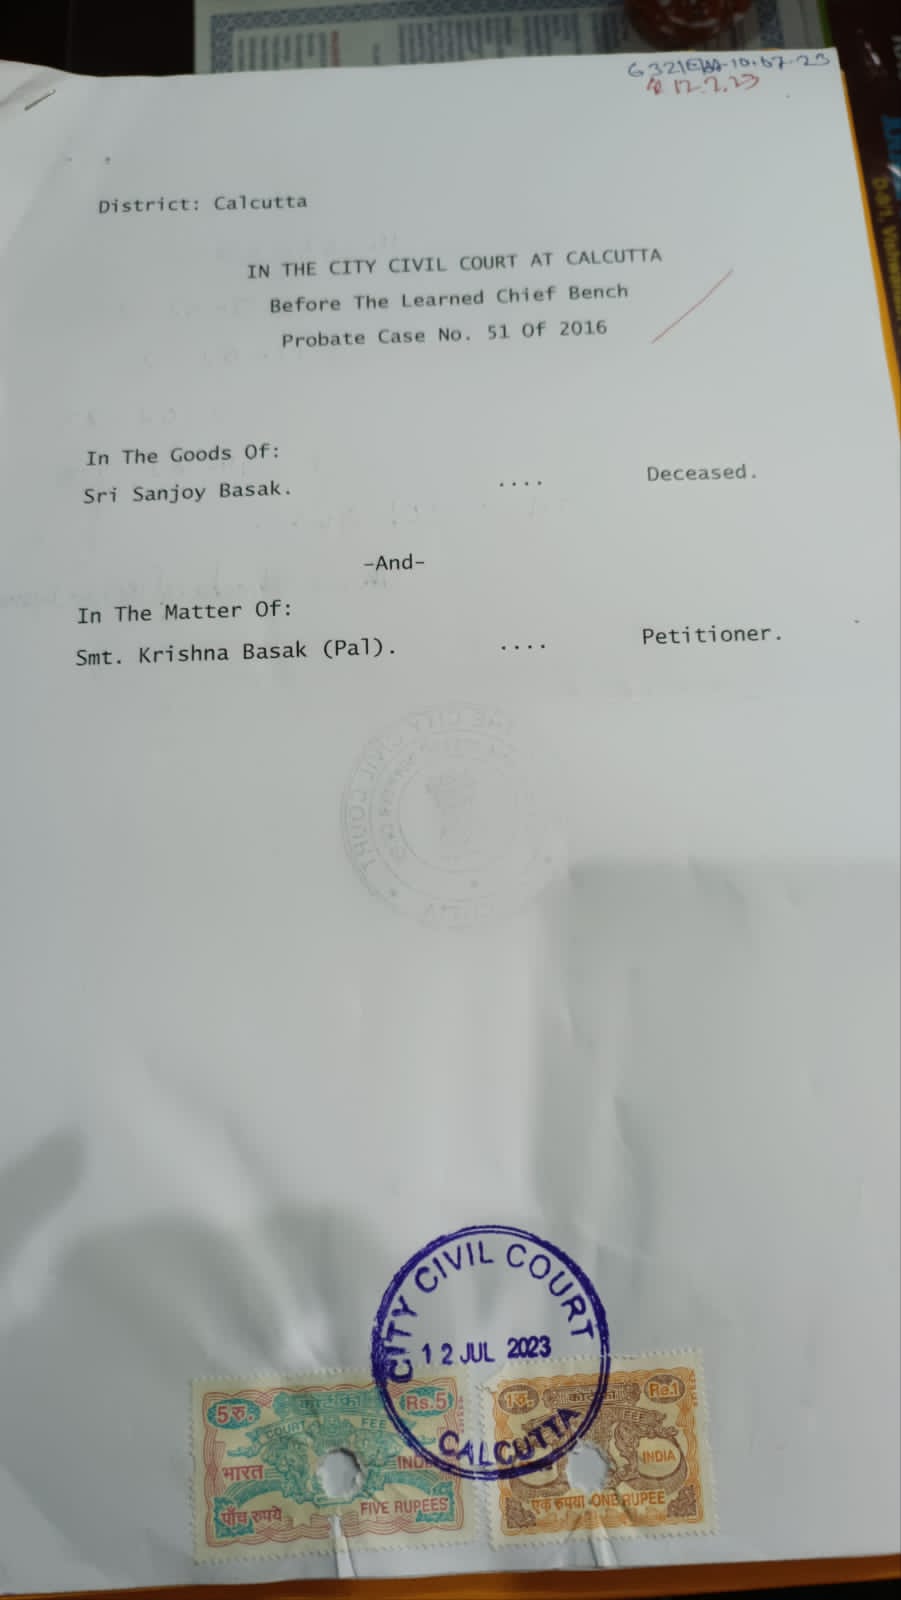 10.07.23
12.7.23
District: Calcutta
IN THE CITY CIVIL COURT AT CALCUTTA
Before The Learned Chief Bench
Probate Case No. 51 Of 2016
In The Goods Of:
Sri Sanjoy Basak. .... Deceased.
-And-
In The Matter Of:
Smt. Krishna Basak (Pal). .... Petitioner.
CITY CIVIL COURT
12 JUL 2023
CALCUTTA
5 रु. Rs.5
COURT FEE
भारत
पाँच रुपये FIVE RUPEES
1 रु. Re.1
FEE
INDIA
एक रुपया ONE RUPEE